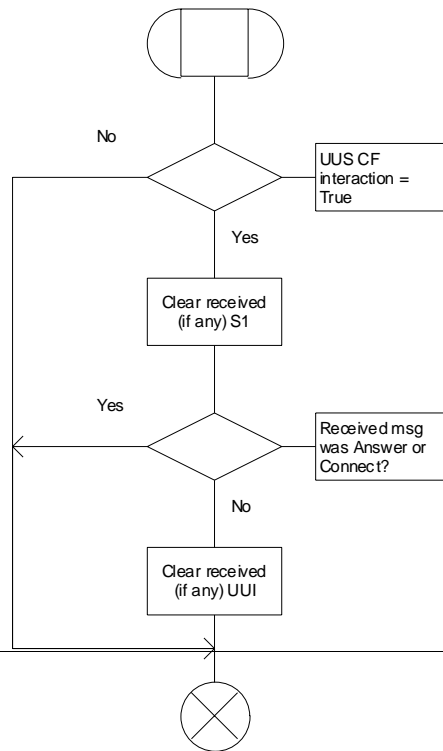 No
UUS CF
interaction =
True
Yes
Clear received
(if any) S1
Yes
Received msg
was Answer or
Connect?
No
Clear received
(if any) UUI